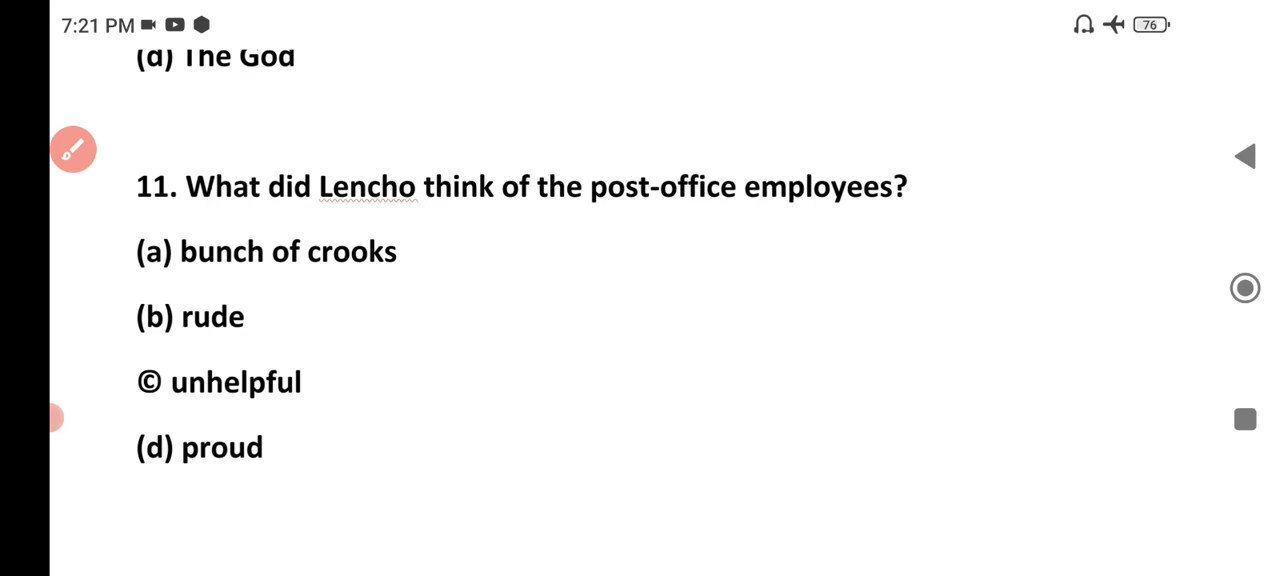 7:21 PM
76
(d) The God
11. What did Lencho think of the post-office employees?
(a) bunch of crooks
(b) rude
© unhelpful
(d) proud